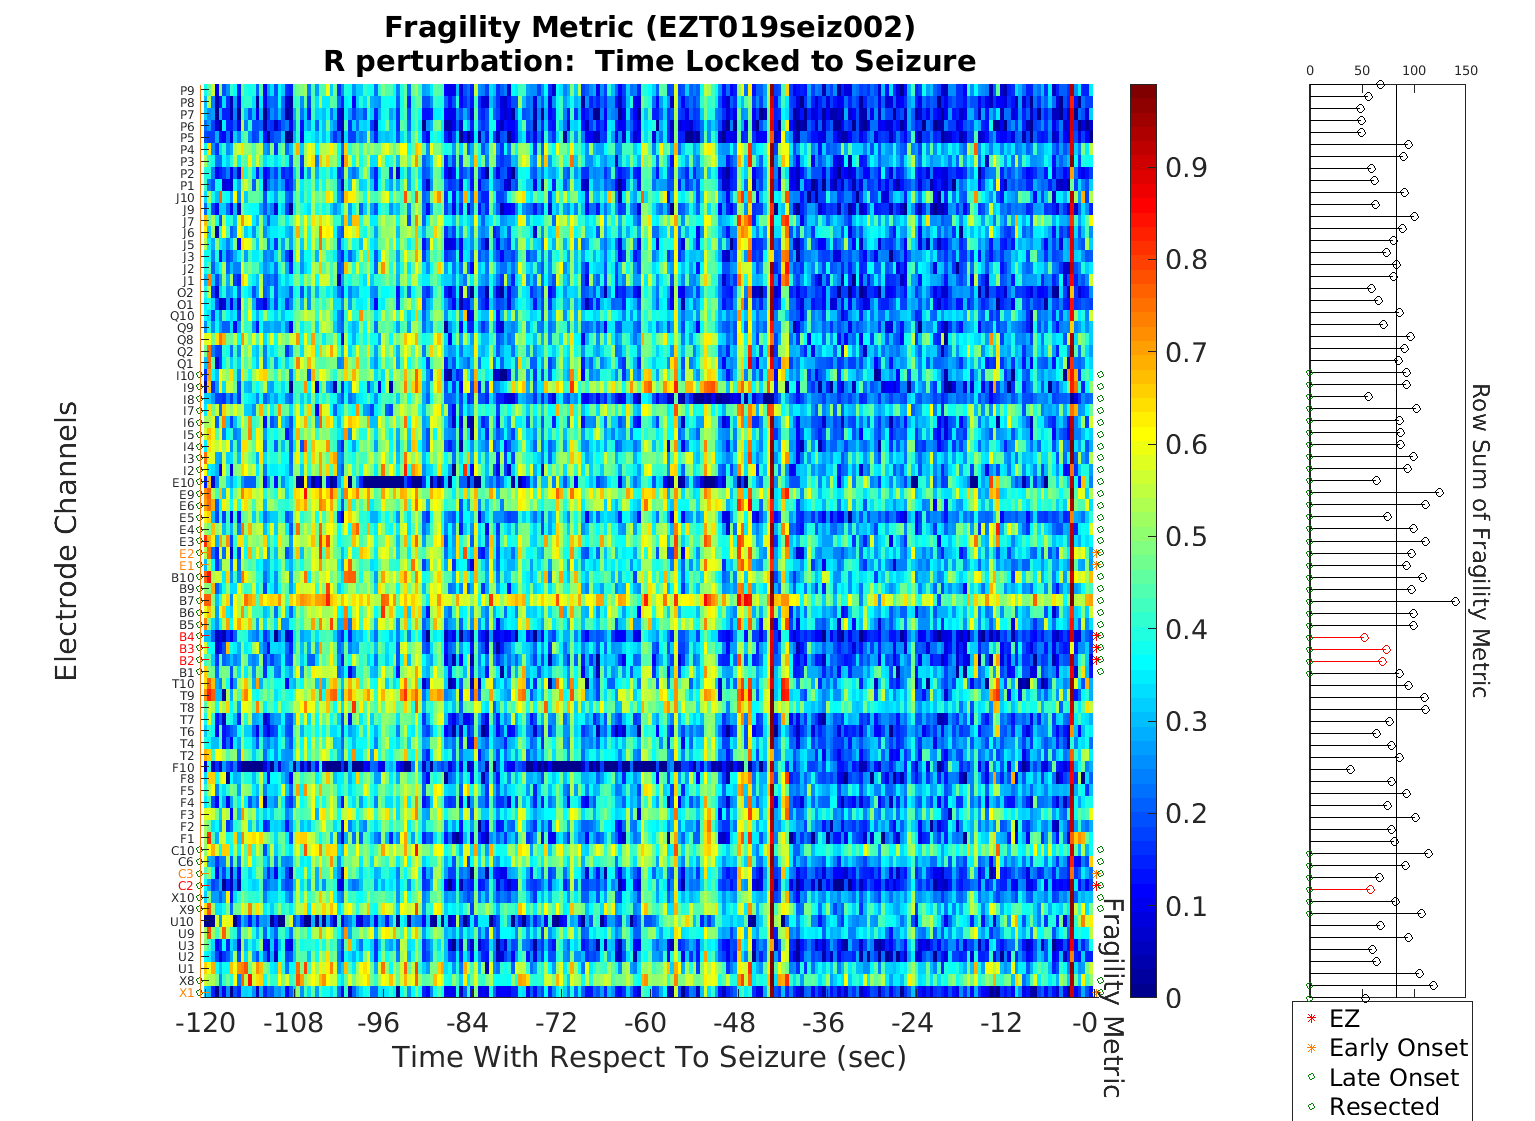 Fragility Metric (EZT019seiz002)
R perturbation:  Time Locked to Seizure
Electrode Channels
P9
P8
P7
P6
P5
P4
P3
P2
P1
J10
J9
J7
J6
J5
J3
J2
J1
O2
O1
Q10
Q9
Q8
Q2
Q1
I10
I9
I8
I7
I6
I5
I4
I3
I2
E10
E9
E6
E5
E4
E3
E2
E1
B10
B9
B7
B6
B5
B4
B3
B2
B1
T10
T9
T8
T7
T6
T4
T2
F10
F8
F5
F4
F3
F2
F1
C10
C6
C3
C2
X10
X9
U10
U9
U3
U2
U1
X8
X1
-120 -108 -96 -84 -72 -60 -48 -36 -24 -12 -0
Time With Respect To Seizure (sec)
0.9
0.8
0.7
0.6
0.5
0.4
0.3
0.2
0.1
0
Fragility Metric
0 50 100 150
Row Sum of Fragility Metric
EZ
Early Onset
Late Onset
Resected